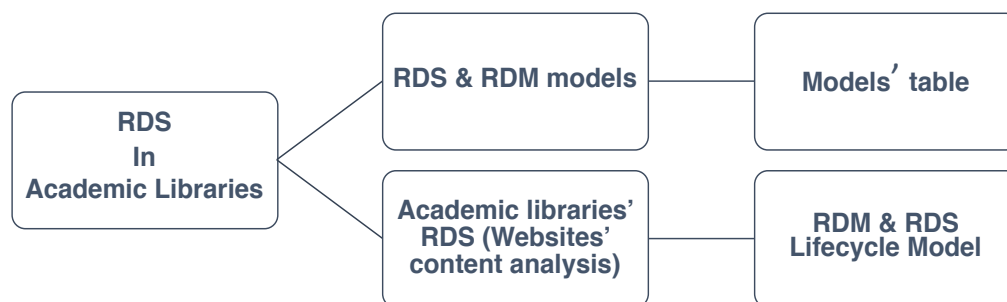 RDS
In
Academic Libraries
RDS & RDM models
Models’ table
Academic libraries’
RDS (Websites’
content analysis)
RDM & RDS
Lifecycle Model